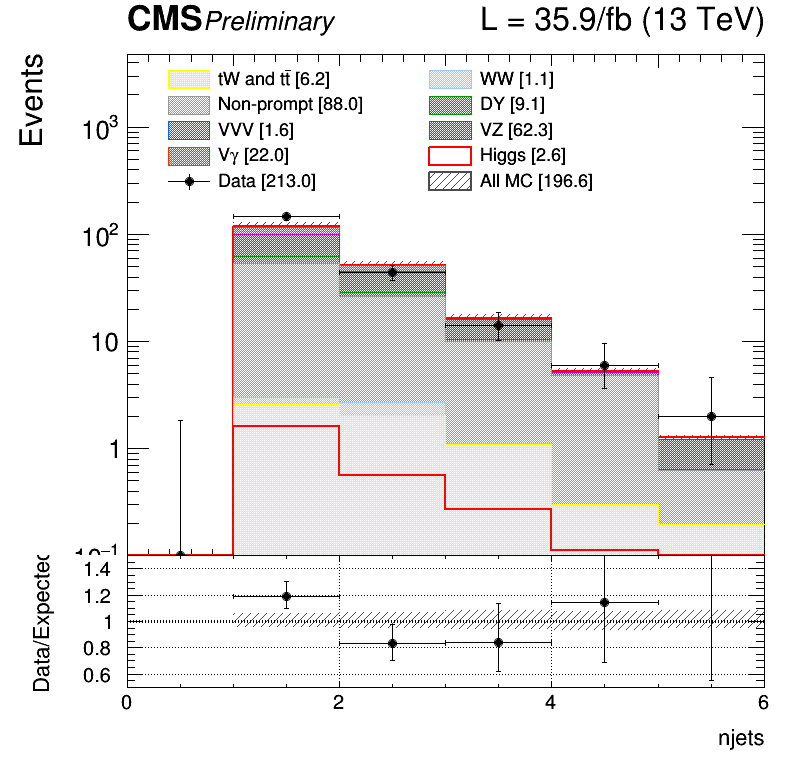 CMS Preliminary L = 35.9/fb (13 TeV)
Events
tW and tt̄ [6.2] WW [1.1]
Non-prompt [88.0] DY [9.1]
VVV [1.6] VZ [62.3]
Vγ [22.0] Higgs [2.6]
Data [213.0] All MC [196.6]
10³
10²
10
1
10⁻¹
Data/Expected
1.4
1.2
1
0.8
0.6
0 2 4 6
njets